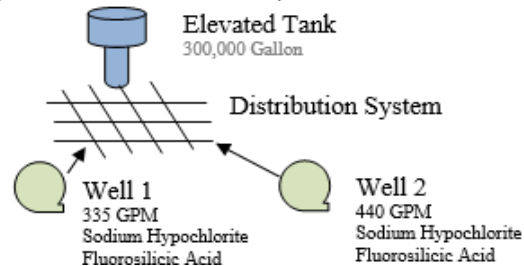 Elevated Tank
300,000 Gallon
Distribution System
Well 1
335 GPM
Sodium Hypochlorite
Fluorosilicic Acid
Well 2
440 GPM
Sodium Hypochlorite
Fluorosilicic Acid